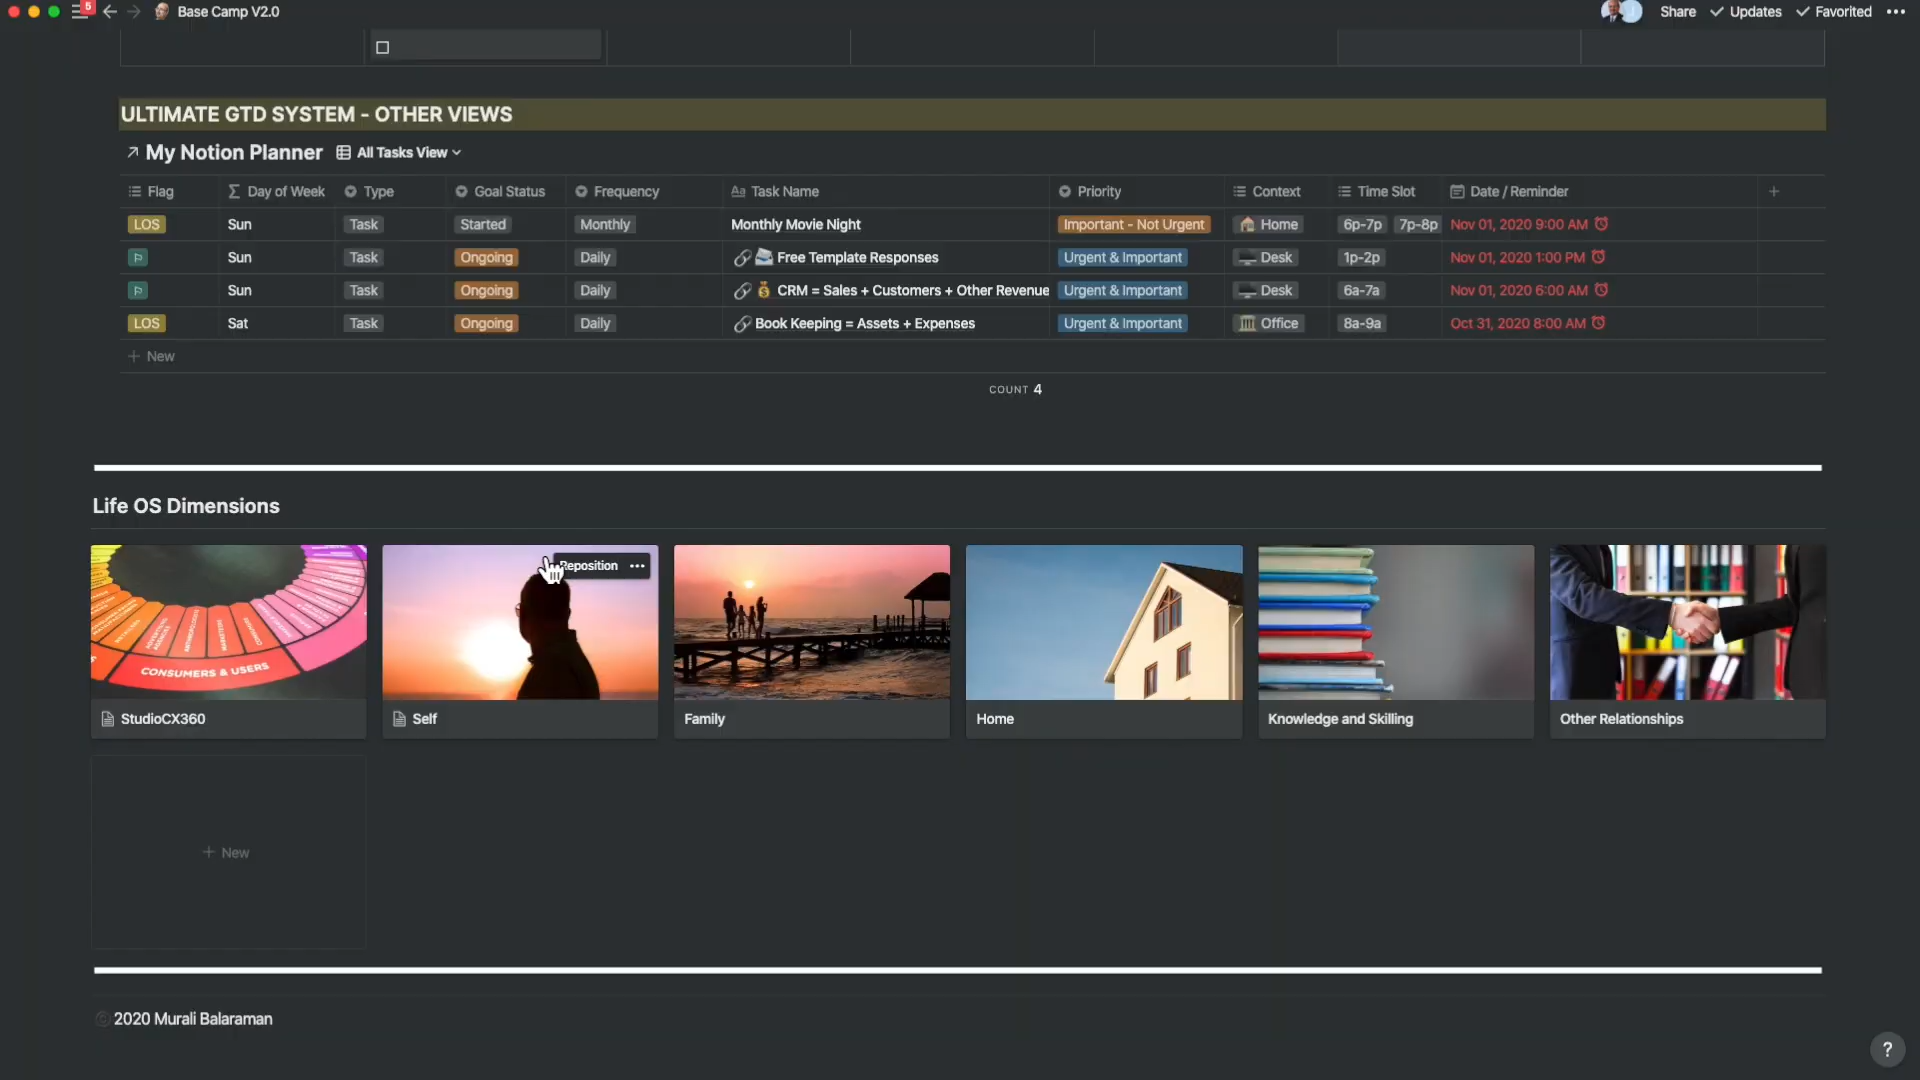 5 Base Camp V2.0 Share Updates Favorited
ULTIMATE GTD SYSTEM - OTHER VIEWS
My Notion Planner All Tasks View
Flag Day of Week Type Goal Status Frequency Aa Task Name Priority Context Time Slot Date / Reminder
LOS Sun Task Started Monthly Monthly Movie Night Important - Not Urgent Home 6p-7p 7p-8p Nov 01, 2020 9:00 AM
Sun Task Ongoing Daily Free Template Responses Urgent & Important Desk 1p-2p Nov 01, 2020 1:00 PM
Sun Task Ongoing Daily CRM = Sales + Customers + Other Revenue Urgent & Important Desk 6a-7a Nov 01, 2020 6:00 AM
LOS Sat Task Ongoing Daily Book Keeping = Assets + Expenses Urgent & Important Office 8a-9a Oct 31, 2020 8:00 AM
+ New
COUNT 4
Life OS Dimensions
Reposition
CONSUMERS & USERS
StudioCX360 Self Family Home Knowledge and Skilling Other Relationships
+ New
© 2020 Murali Balaraman
?